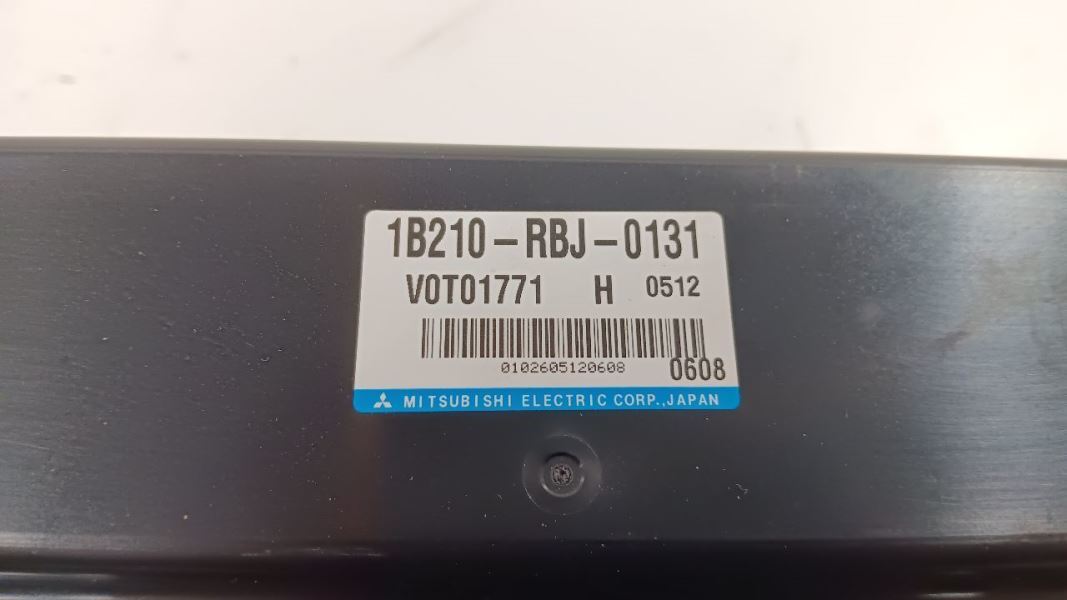 1B210-RBJ-0131
V0T01771 H 0512
0102605120608 0608
MITSUBISHI ELECTRIC CORP.,JAPAN